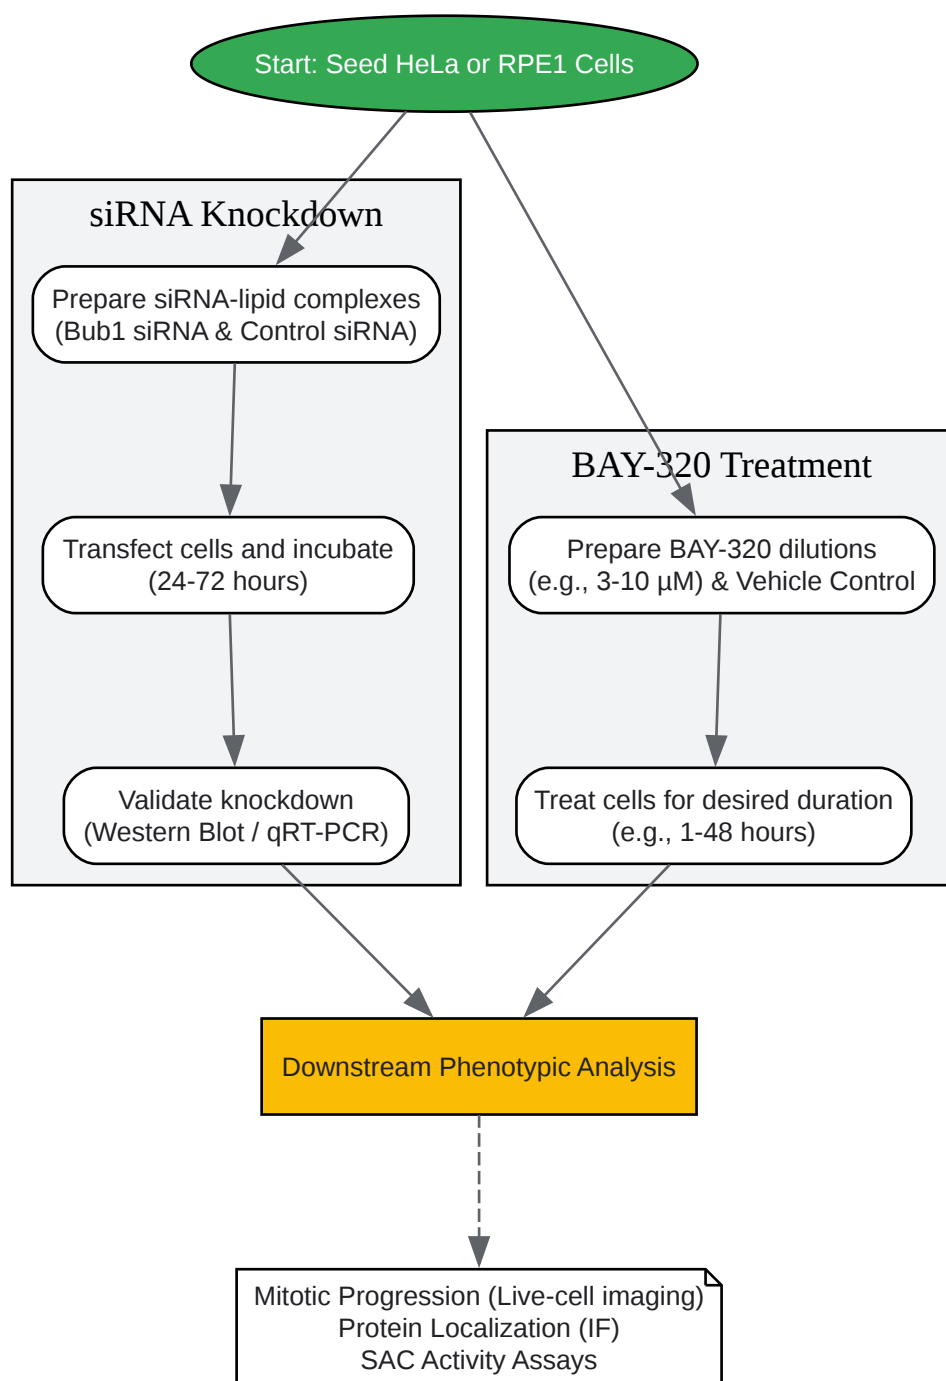 Start: Seed HeLa or RPE1 Cells
siRNA Knockdown
Prepare siRNA-lipid complexes
(Bub1 siRNA & Control siRNA)
Transfect cells and incubate
(24-72 hours)
Validate knockdown
(Western Blot / qRT-PCR)
BAY-320 Treatment
Prepare BAY-320 dilutions
(e.g., 3-10 µM) & Vehicle Control
Treat cells for desired duration
(e.g., 1-48 hours)
Downstream Phenotypic Analysis
Mitotic Progression (Live-cell imaging)
Protein Localization (IF)
SAC Activity Assays